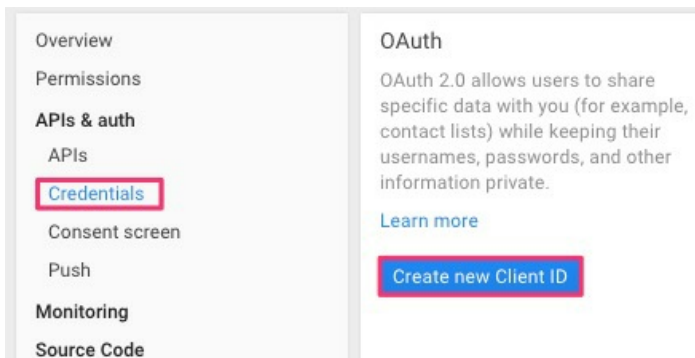 Overview
Permissions
APIs & auth
APIs
Credentials
Consent screen
Push
Monitoring
Source Code
OAuth
OAuth 2.0 allows users to share
specific data with you (for example,
contact lists) while keeping their
usernames, passwords, and other
information private.
Learn more
Create new Client ID